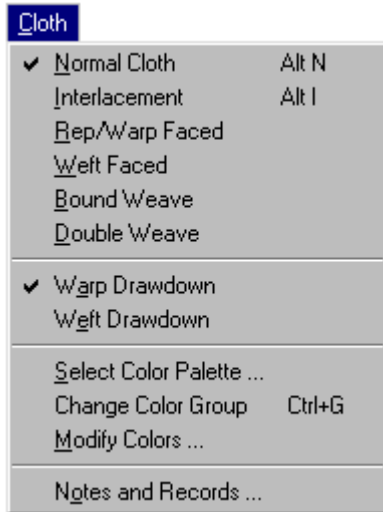 Cloth
✔ Normal Cloth Alt N
Interlacement Alt I
Rep/Warp Faced
Weft Faced
Bound Weave
Double Weave
✔ Warp Drawdown
Weft Drawdown
Select Color Palette ...
Change Color Group Ctrl+G
Modify Colors ...
Notes and Records ...